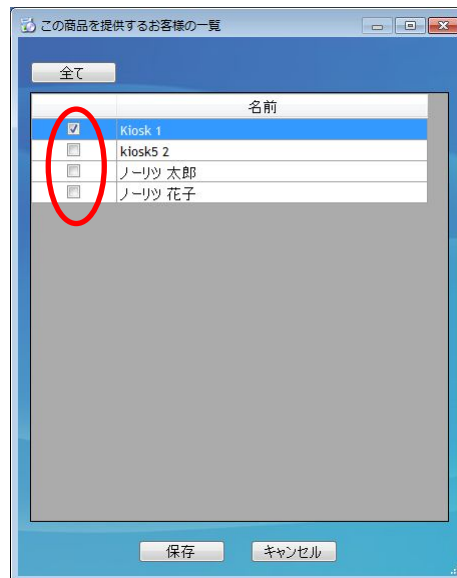 この商品を提供するお客様の一覧
全て
名前
Kiosk 1
kiosk5 2
ノーリツ 太郎
ノーリツ 花子
保存
キャンセル